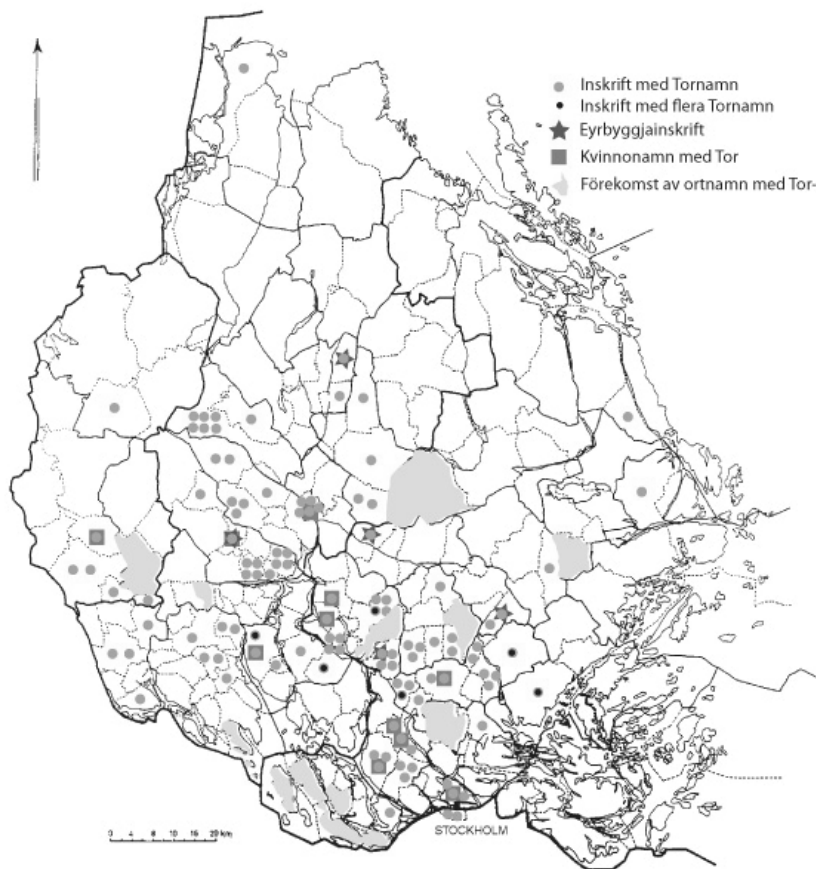 Inskrift med Tornamn
Inskrift med flera Tornamn
Eyrbyggjainskrift
Kvinnonamn med Tor
Förekomst av ortnamn med Tor-
0 4 8 12 16 20 km
STOCKHOLM